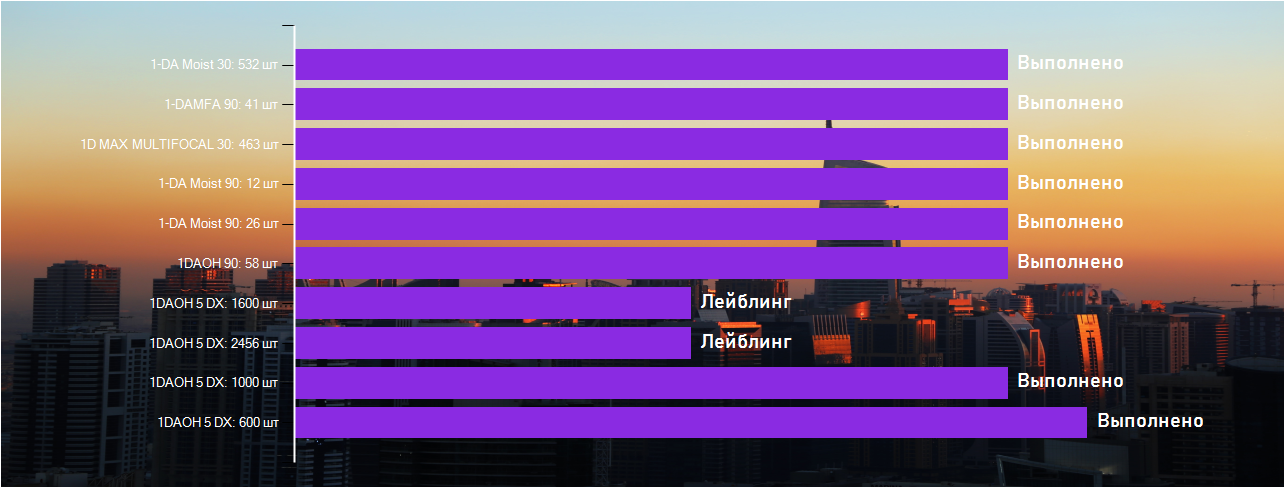 1-DA Moist 30: 532 шт Выполнено
1-DAMFA 90: 41 шт Выполнено
1D MAX MULTIFOCAL 30: 463 шт Выполнено
1-DA Moist 90: 12 шт Выполнено
1-DA Moist 90: 26 шт Выполнено
1DAOH 90: 58 шт Выполнено
1DAOH 5 DX: 1600 шт Лейблинг
1DAOH 5 DX: 2456 шт Лейблинг
1DAOH 5 DX: 1000 шт Выполнено
1DAOH 5 DX: 600 шт Выполнено